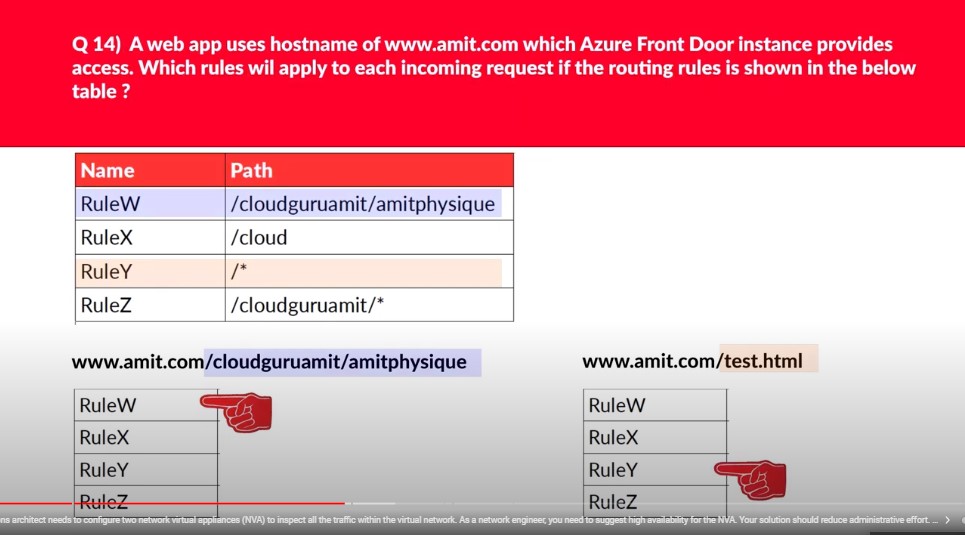 Q 14) A web app uses hostname of www.amit.com which Azure Front Door instance provides
access. Which rules wil apply to each incoming request if the routing rules is shown in the below
table ?
Name Path
RuleW /cloudguruamit/amitphysique
RuleX /cloud
RuleY /*
RuleZ /cloudguruamit/*
www.amit.com/cloudguruamit/amitphysique
RuleW
RuleX
RuleY
RuleZ
www.amit.com/test.html
RuleW
RuleX
RuleY
RuleZ
ns architect needs to configure two network virtual appliances (NVA) to inspect all the traffic within the virtual network. As a network engineer, you need to suggest high availability for the NVA. Your solution should reduce administrative effort. ...